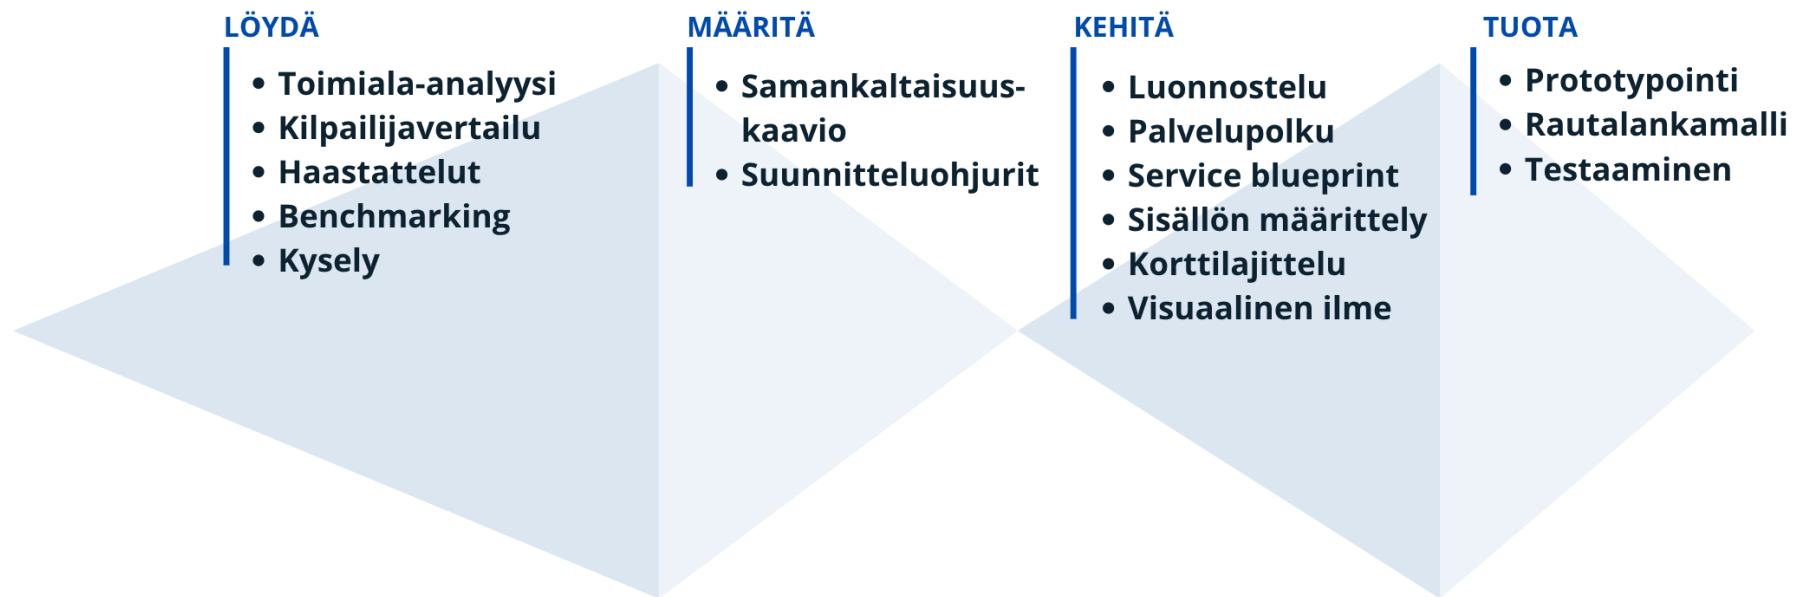 LÖYDÄ
• Toimiala-analyysi
• Kilpailijavertailu
• Haastattelut
• Benchmarking
• Kysely
MÄÄRITÄ
• Samankaltaisuus-
kaavio
• Suunnitteluohjurit
KEHITÄ
• Luonnostelu
• Palvelupolku
• Service blueprint
• Sisällön määrittely
• Korttilajittelu
• Visuaalinen ilme
TUOTA
• Prototypointi
• Rautalankamalli
• Testaaminen